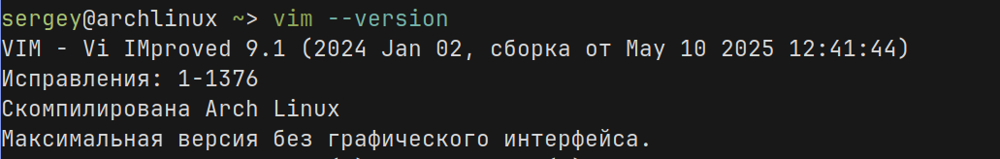 sergey@archlinux ~> vim --version
VIM - Vi IMproved 9.1 (2024 Jan 02, сборка от May 10 2025 12:41:44)
Исправления: 1-1376
Скомпилирована Arch Linux
Максимальная версия без графического интерфейса.